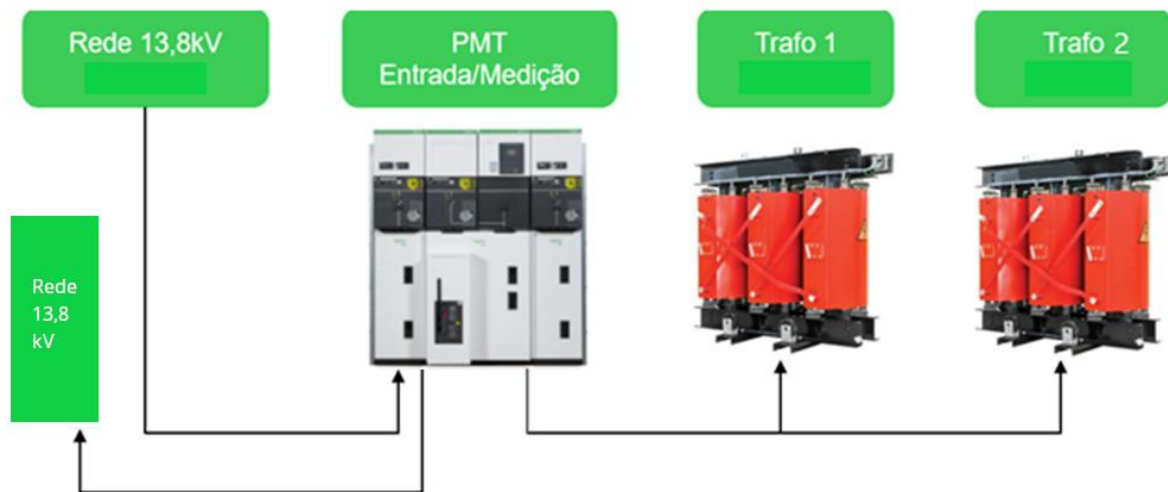 Rede 13,8kV
PMT
Entrada/Medição
Trafo 1
Trafo 2
Rede
13,8
kV